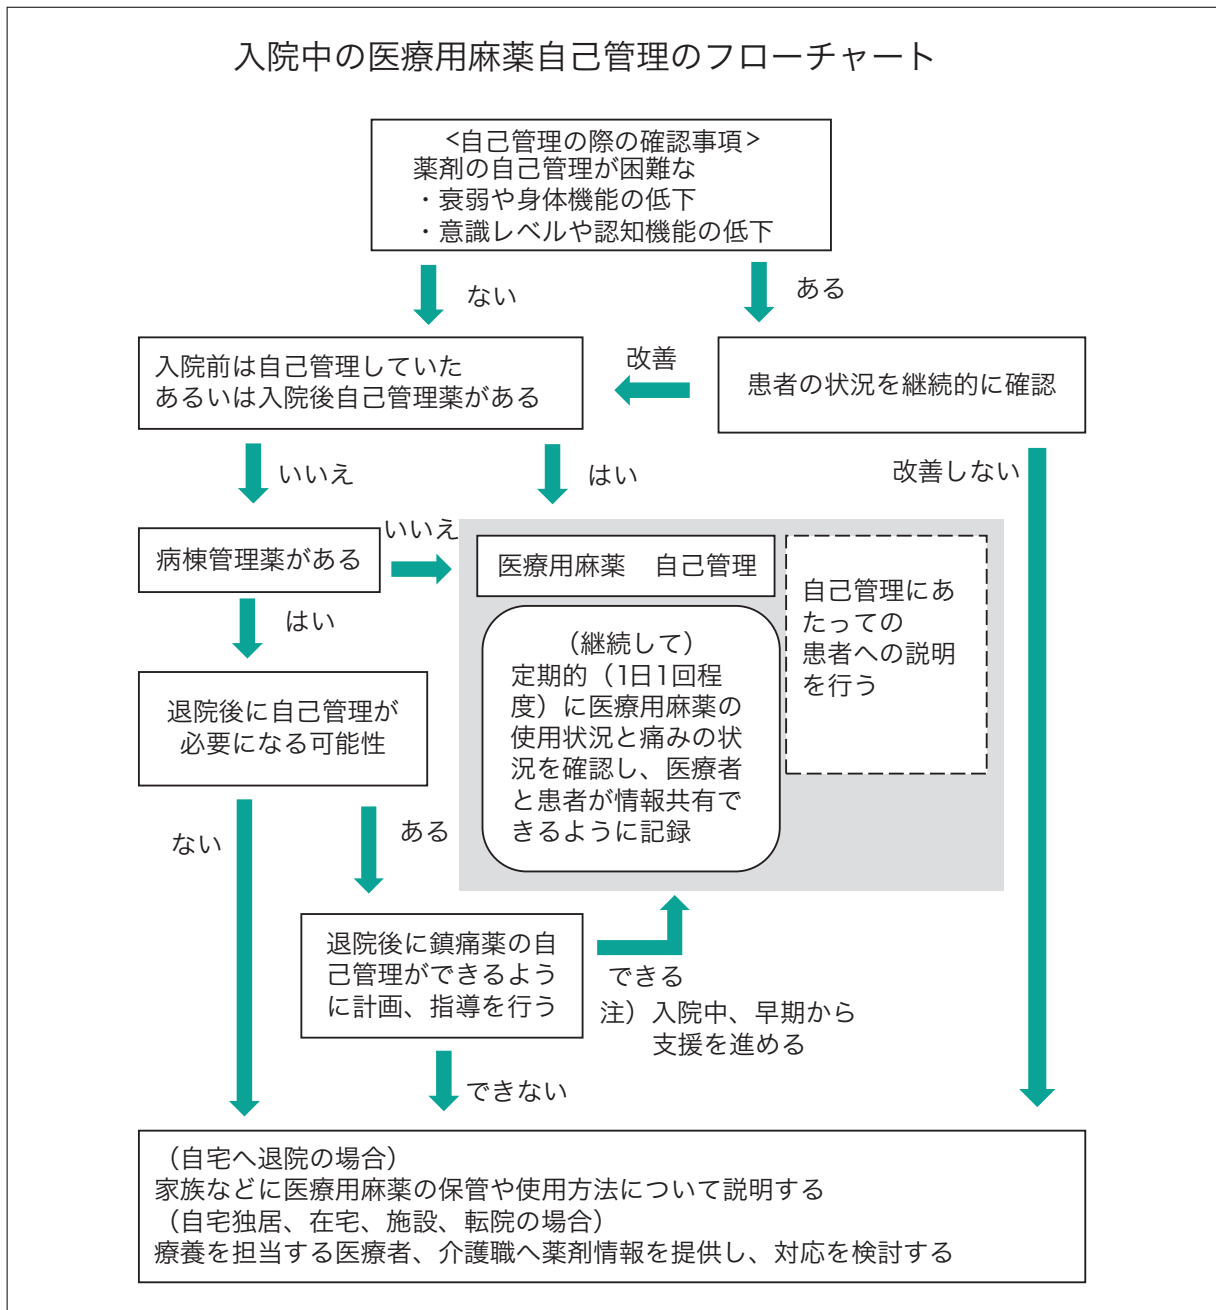 入院中の医療用麻薬自己管理のフローチャート
<自己管理の際の確認事項>
薬剤の自己管理が困難な
・衰弱や身体機能の低下
・意識レベルや認知機能の低下
ない
ある
入院前は自己管理していた
あるいは入院後自己管理薬がある
改善
患者の状況を継続的に確認
いいえ
はい
改善しない
病棟管理薬がある
いいえ
医療用麻薬　自己管理
自己管理にあ
たっての
患者への説明
を行う
はい
（継続して）
定期的（1日1回程
度）に医療用麻薬の
使用状況と痛みの状
況を確認し、医療者
と患者が情報共有で
きるように記録
退院後に自己管理が
必要になる可能性
ない
ある
退院後に鎮痛薬の自
己管理ができるよう
に計画、指導を行う
できる
注）入院中、早期から
支援を進める
できない
（自宅へ退院の場合）
家族などに医療用麻薬の保管や使用方法について説明する
（自宅独居、在宅、施設、転院の場合）
療養を担当する医療者、介護職へ薬剤情報を提供し、対応を検討する